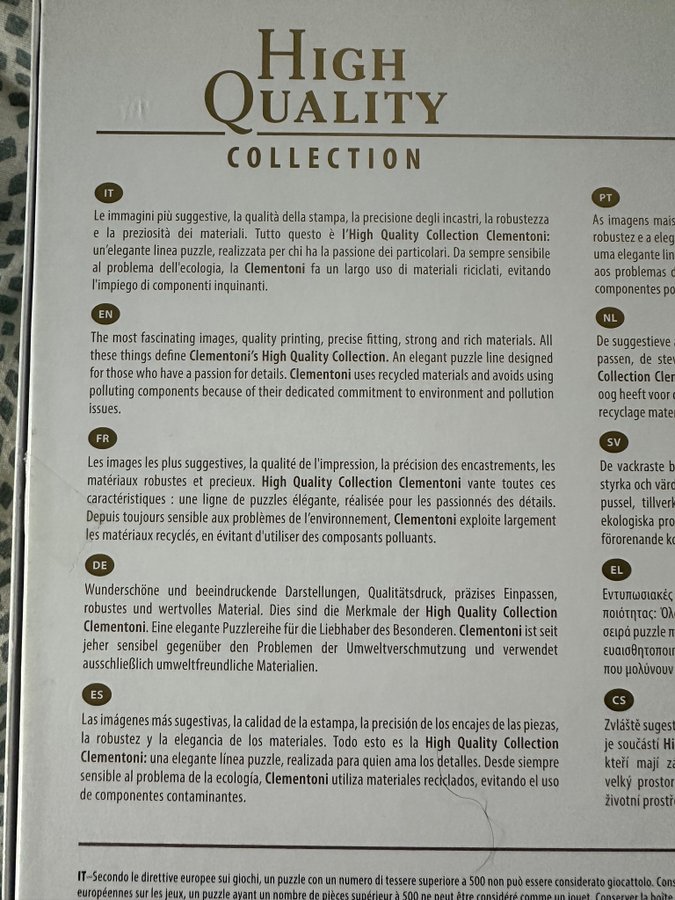 HIGH
QUALITY
COLLECTION
IT
Le immagini più suggestive, la qualità della stampa, la precisione degli incastri, la robustezza
e la preziosità dei materiali. Tutto questo è l'High Quality Collection Clementoni:
un'elegante linea puzzle, realizzata per chi ha la passione dei particolari. Da sempre sensibile
al problema dell'ecologia, la Clementoni fa un largo uso di materiali riciclati, evitando
l'impiego di componenti inquinanti.
EN
The most fascinating images, quality printing, precise fitting, strong and rich materials. All
these things define Clementoni's High Quality Collection. An elegant puzzle line designed
for those who have a passion for details. Clementoni uses recycled materials and avoids using
polluting components because of their dedicated commitment to environment and pollution
issues.
FR
Les images les plus suggestives, la qualité de l'impression, la précision des encastrements, les
matériaux robustes et precieux. High Quality Collection Clementoni vante toutes ces
caractéristiques : une ligne de puzzles élégante, réalisée pour les passionnés des détails.
Depuis toujours sensible aux problèmes de l'environnement, Clementoni exploite largement
les matériaux recyclés, en évitant d'utiliser des composants polluants.
DE
Wunderschöne und beeindruckende Darstellungen, Qualitätsdruck, präzises Einpassen,
robustes und wertvolles Material. Dies sind die Merkmale der High Quality Collection
Clementoni. Eine elegante Puzzlereihe für die Liebhaber des Besonderen. Clementoni ist seit
jeher sensibel gegenüber den Problemen der Umweltverschmutzung und verwendet
ausschließlich umweltfreundliche Materialien.
ES
Las imágenes más sugestivas, la calidad de la estampa, la precisión de los encajes de las piezas,
la robustez y la elegancia de los materiales. Todo esto es la High Quality Collection
Clementoni: una elegante línea puzzle, realizada para quien ama los detalles. Desde siempre
sensible al problema de la ecología, Clementoni utiliza materiales reciclados, evitando el uso
de componentes contaminantes.
PT
As imagens mais
robustez e a eleg
uma elegante lin
aos problemas d
componentes po
NL
De suggestieve
passen, de stev
Collection Cler
oog heeft voor
recyclage mate
SV
De vackraste b
styrka och värd
pussel, tillverk
ekologiska pro
förorenande ko
EL
Εντυπωσιακές
ποιότητας: Όλ
σειρά puzzle π
ευαισθητοποι
που μολύνουν
CS
Zvláště sugest
je součástí Hi
kteří mají zá
velký prostor
životní prostř
IT–Secondo le direttive europee sui giochi, un puzzle con un numero di tessere superiore a 500 non può essere considerato giocattolo. Cons
européennes sur les jeux, un puzzle ayant un nombre de pièces supérieur à 500 ne peut être considéré comme un jouet. Conserver la boîte